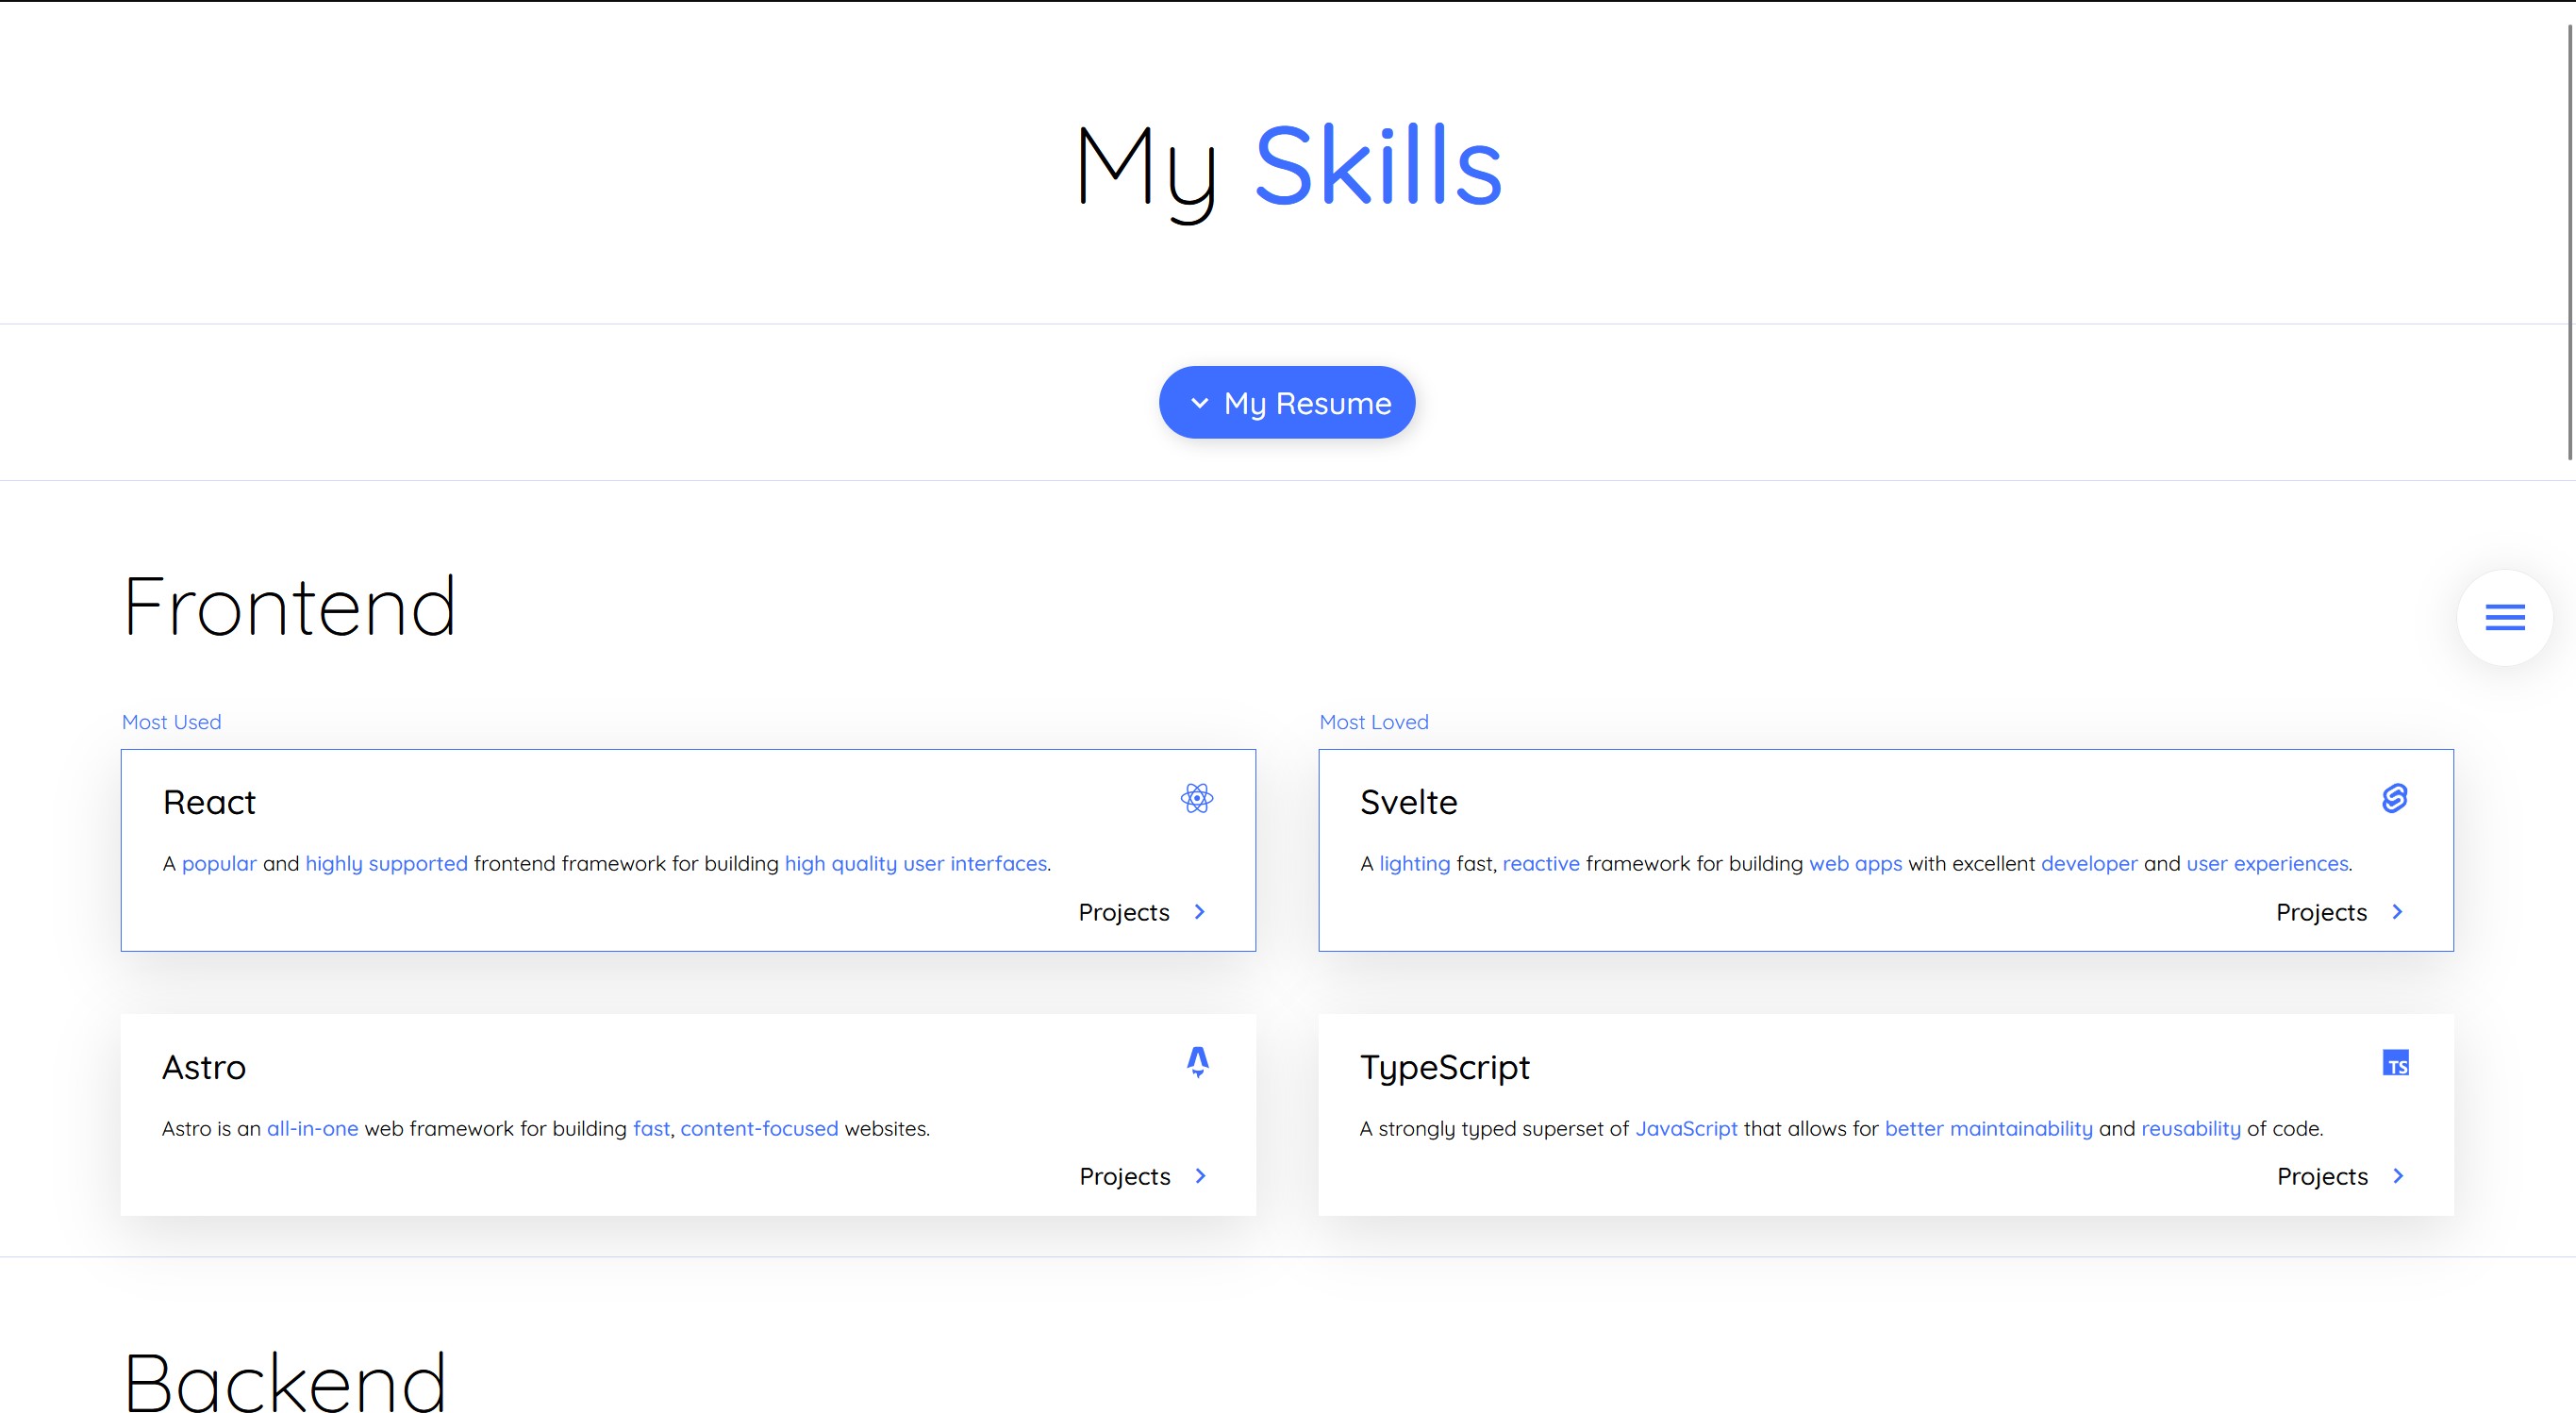 My Skills
My Resume
Frontend
Most Used
React
A popular and highly supported frontend framework for building high quality user interfaces.
Projects
Most Loved
Svelte
A lighting fast, reactive framework for building web apps with excellent developer and user experiences.
Projects
Astro
Astro is an all-in-one web framework for building fast, content-focused websites.
Projects
TypeScript
TS
A strongly typed superset of JavaScript that allows for better maintainability and reusability of code.
Projects
Backend